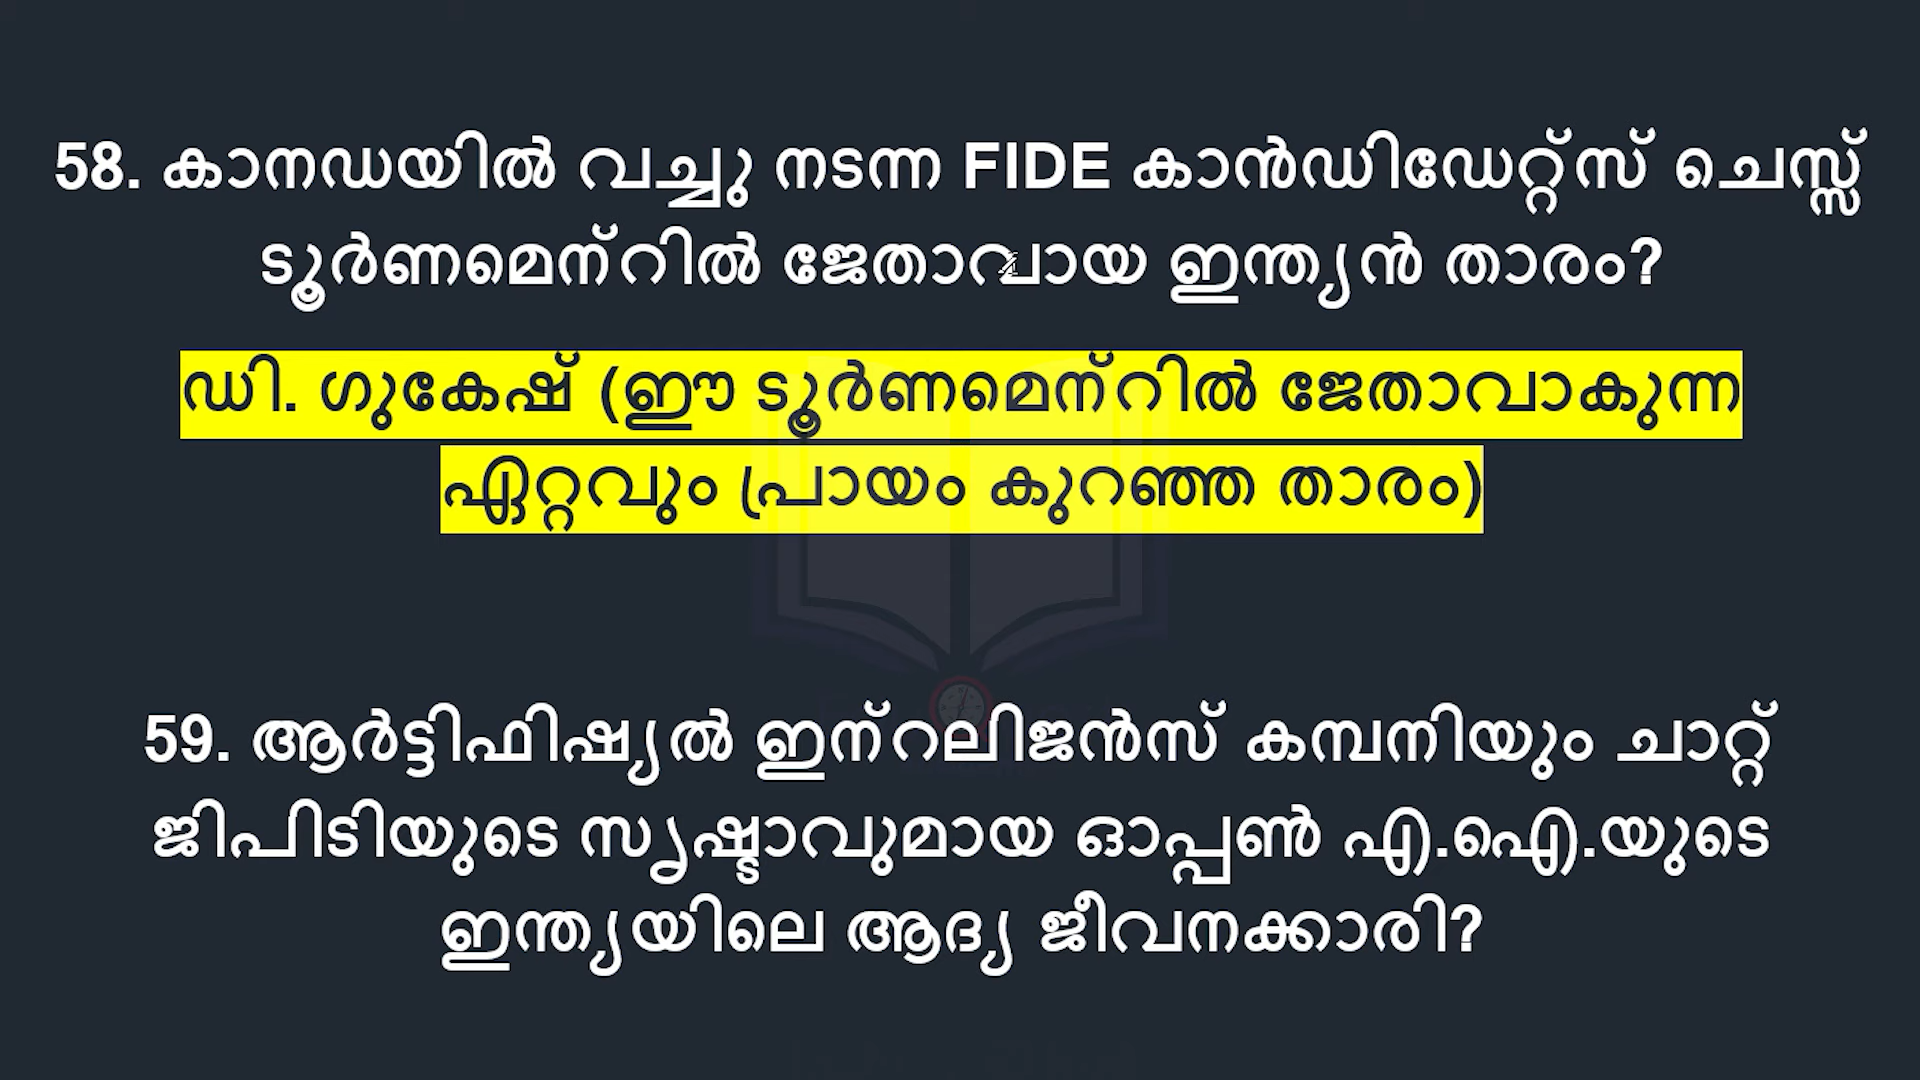 58. കാനഡയിൽ വച്ചു നടന്ന FIDE കാൻഡിഡേറ്റ്സ് ചെസ്സ്
ടൂർണമെന്റിൽ ജേതാവായ ഇന്ത്യൻ താരം?
ഡി. ഗുകേഷ് (ഈ ടൂർണമെന്റിൽ ജേതാവാകുന്ന
ഏറ്റവും പ്രായം കുറഞ്ഞ താരം)
59. ആർട്ടിഫിഷ്യൽ ഇന്റലിജൻസ് കമ്പനിയും ചാറ്റ്
ജിപിടിയുടെ സൃഷ്ടാവുമായ ഓപ്പൺ എ.ഐ.യുടെ
ഇന്ത്യയിലെ ആദ്യ ജീവനക്കാരി?